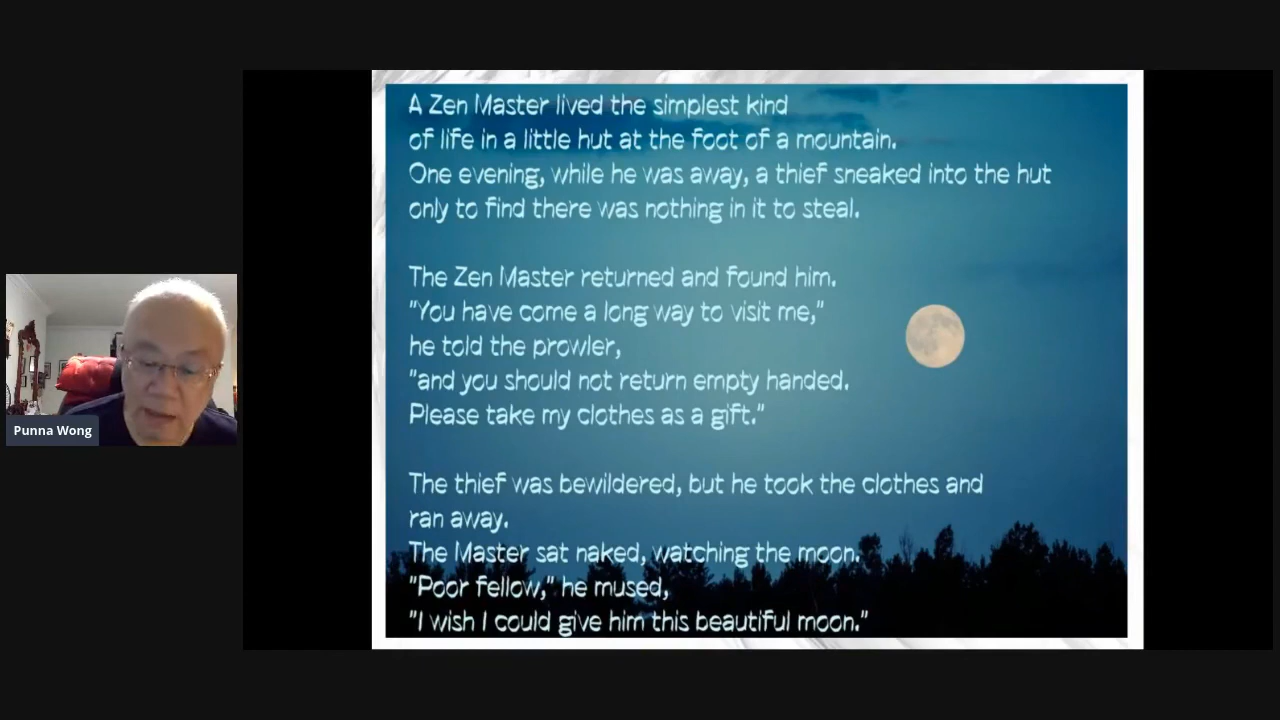 A Zen Master lived the simplest kind
of life in a little hut at the foot of a mountain.
One evening, while he was away, a thief sneaked into the hut
only to find there was nothing in it to steal.
The Zen Master returned and found him.
"You have come a long way to visit me,"
he told the prowler,
"and you should not return empty handed.
Please take my clothes as a gift."
The thief was bewildered, but he took the clothes and
ran away.
The Master sat naked, watching the moon.
"Poor fellow," he mused,
"I wish I could give him this beautiful moon."
Punna Wong